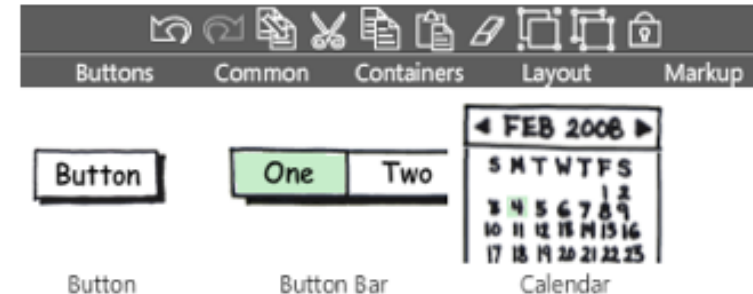 Buttons Common Containers Layout Markup
Button
One Two
FEB 2008
S M T W T F S
1 2
3 4 5 6 7 8 9
10 11 12 13 14 15 16
17 18 19 20 21 22 23
Button Button Bar Calendar